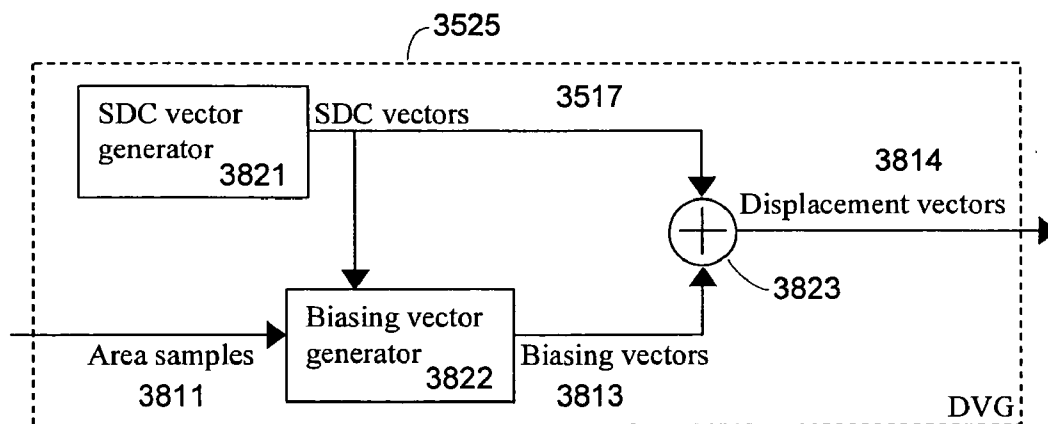 3525
SDC vector
generator
3821
SDC vectors
3517
3814
Displacement vectors
3823
Biasing vector
generator
3822
Area samples
3811
Biasing vectors
3813
DVG